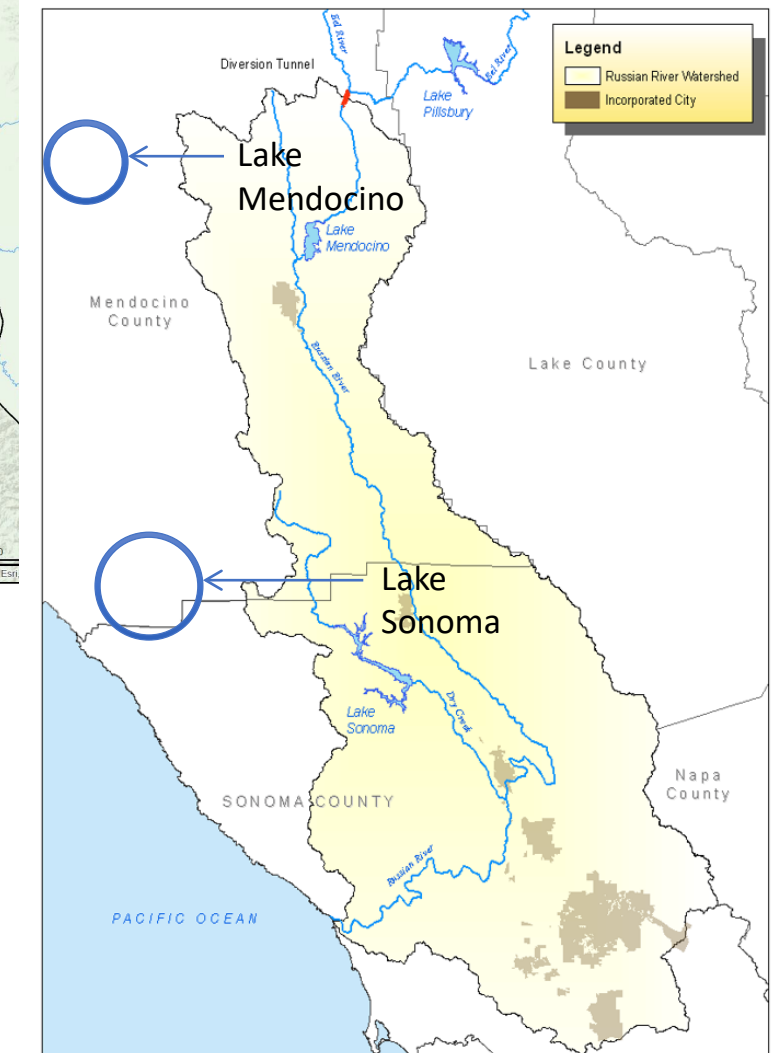 Eel River
Diversion Tunnel
Eel River
Lake
Pillsbury
Legend
Russian River Watershed
Incorporated City
Lake
Mendocino
Lake
Mendocino
Mendocino
County
Russian River
Lake County
Esri,
Lake
Sonoma
Lake
Sonoma
Dry Creek
Napa
County
SONOMA COUNTY
Russian River
PACIFIC OCEAN